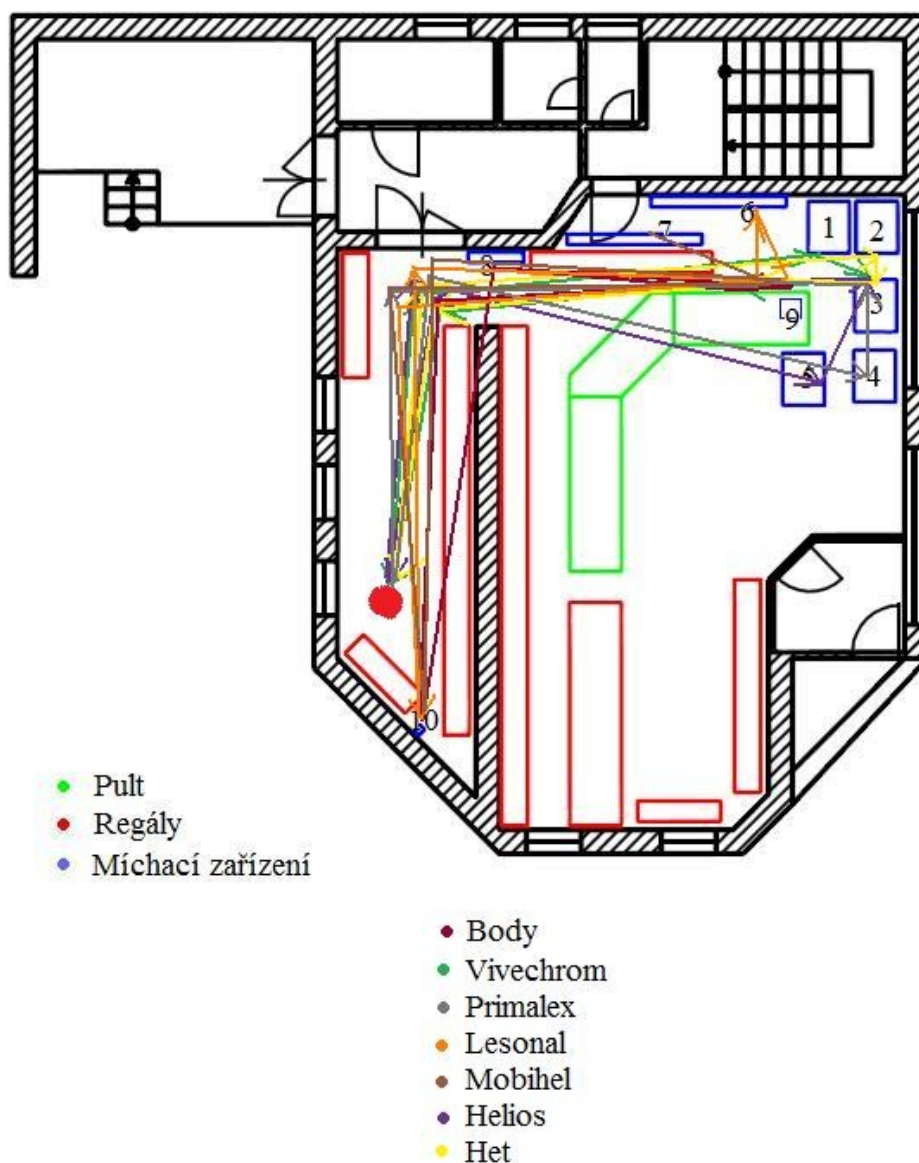 6
1
2
7
8
3
9
5
4
10
Pult
Regály
Míchací zařízení
Body
Vivechrom
Primalex
Lesonal
Mobihel
Helios
Het